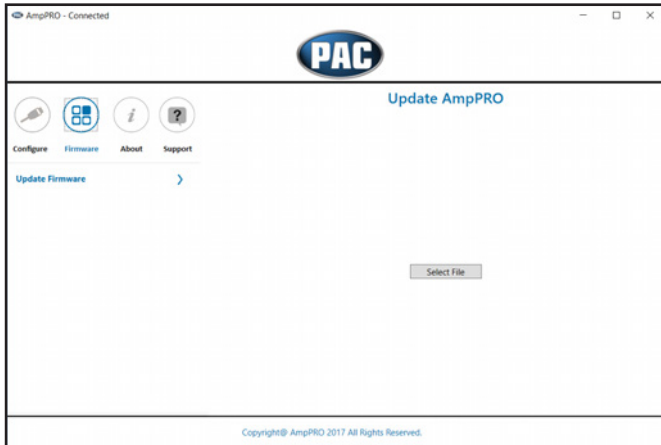 AmpPRO - Connected
PAC
Update AmpPRO
Configure Firmware About Support
Update Firmware
Select File
Copyright@ AmpPRO 2017 All Rights Reserved.